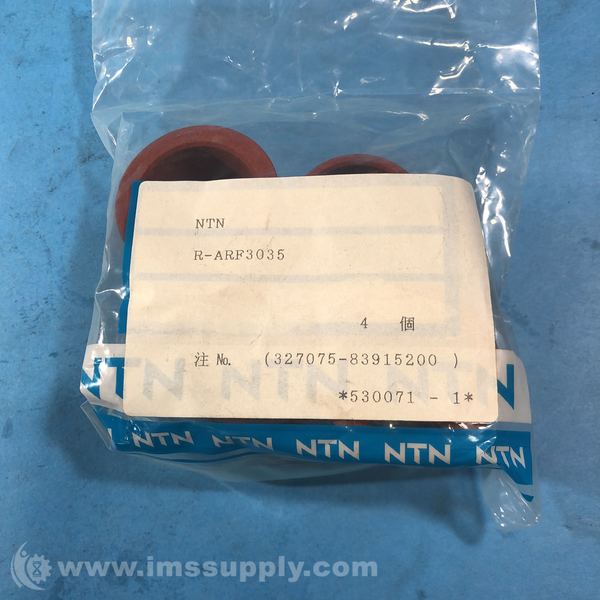 NTN
R-ARF3035
4 個
注 №. (327075-83915200 )
*530071 - 1*
NTN NTN NTN NTN
NTN NTN NTN NTN NTN
www.imssupply.com